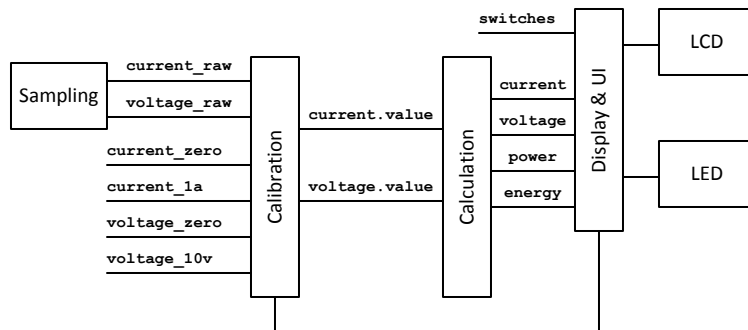 switches
LCD
current_raw
Sampling
voltage_raw
current
current.value
voltage
Display & UI
current_zero
Calibration
Calculation
power
LED
current_1a
voltage.value
energy
voltage_zero
voltage_10v